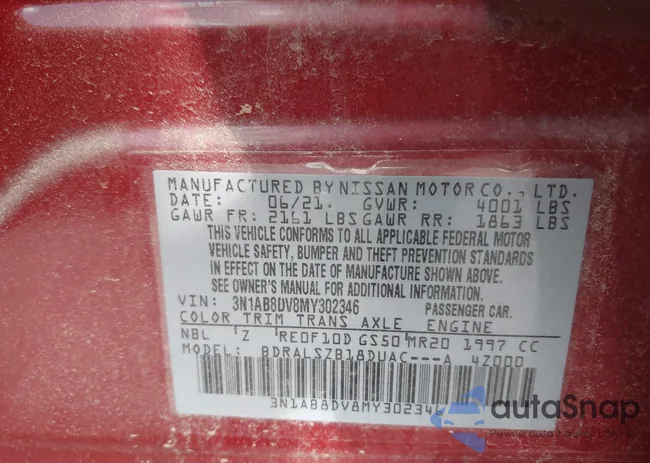 MANUFACTURED BY NISSAN MOTOR CO., LTD.
DATE: 06/21. GVWR: 4001 LBS
GAWR FR: 2161 LBS GAWR RR: 1863 LBS
THIS VEHICLE CONFORMS TO ALL APPLICABLE FEDERAL MOTOR
VEHICLE SAFETY, BUMPER AND THEFT PREVENTION STANDARDS
IN EFFECT ON THE DATE OF MANUFACTURE SHOWN ABOVE.
SEE OWNER'S MANUAL FOR ADDITIONAL INFORMATION.
VIN: 3N1AB8DV8MY302346 PASSENGER CAR.
COLOR TRIM TRANS AXLE ENGINE
NBL Z RE0F10D GS50 MR20 1997 CC
MODEL: BDRALSZB18DUAC---A 4Z000
3N1AB8DV8MY302346
autoSnap